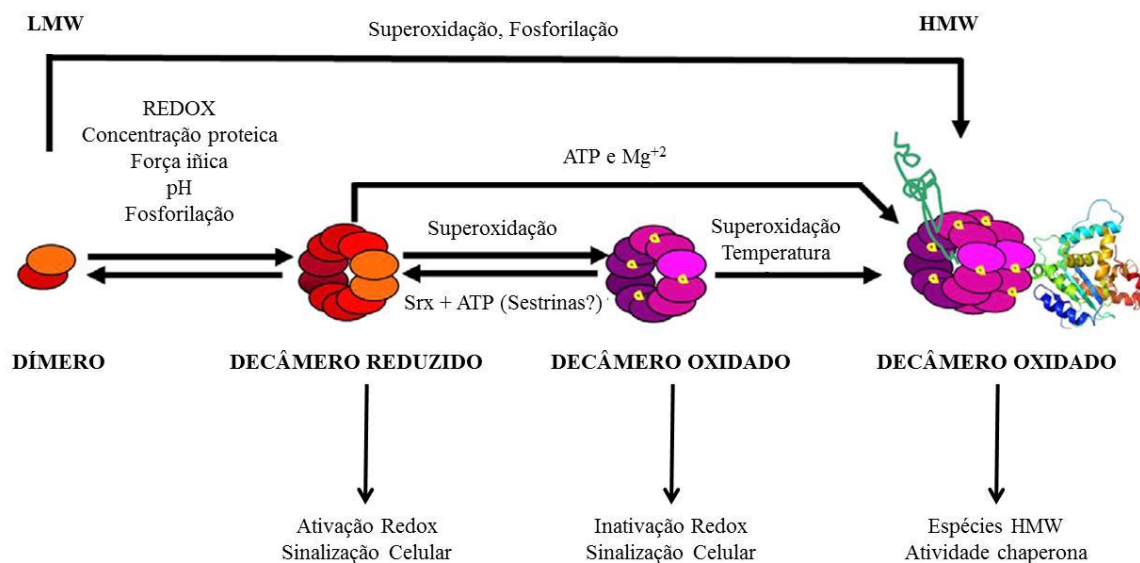 LMW
HMW
Superoxidação, Fosforilação
REDOX
Concentração proteica
Força iñica
pH
Fosforilação
ATP e Mg⁺²
Superoxidação
Superoxidação
Temperatura
Srx + ATP (Sestrinas?)
DÍMERO
DECÂMERO REDUZIDO
DECÂMERO OXIDADO
DECÂMERO OXIDADO
Ativação Redox
Sinalização Celular
Inativação Redox
Sinalização Celular
Espécies HMW
Atividade chaperona